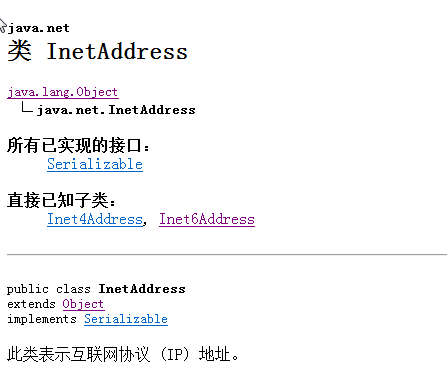 java.net
类 InetAddress
java.lang.Object
java.net.InetAddress
所有已实现的接口：
Serializable
直接已知子类：
Inet4Address, Inet6Address
public class InetAddress
extends Object
implements Serializable
此类表示互联网协议 (IP) 地址。